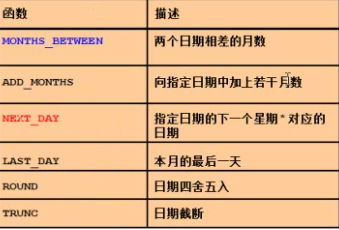 函数 描述
MONTHS_BETWEEN 两个日期相差的月数
ADD_MONTHS 向指定日期中加上若干月数
NEXT_DAY 指定日期的下一个星期 * 对应的
日期
LAST_DAY 本月的最后一天
ROUND 日期四舍五入
TRUNC 日期截断